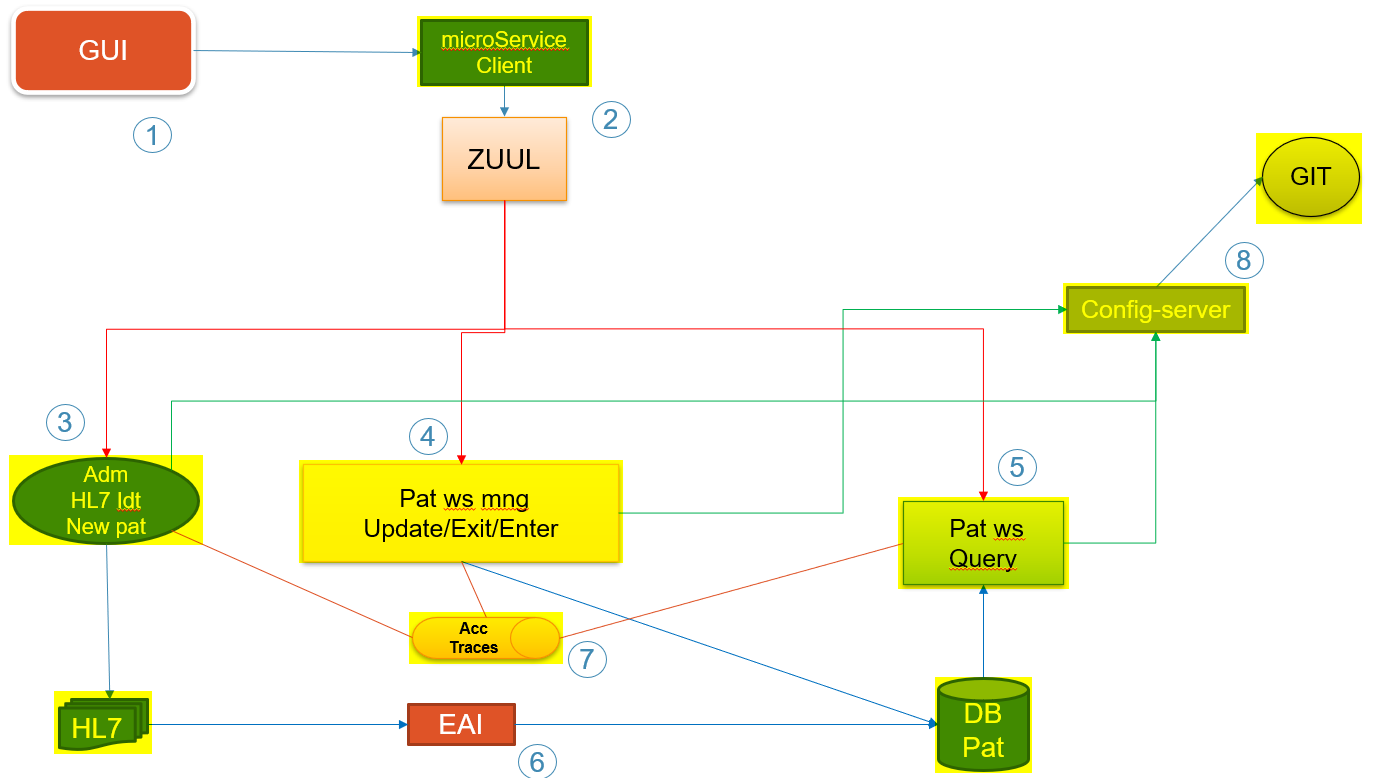 GUI
microService
Client
1
2
ZUUL
GIT
8
Config-server
3
4
5
Adm
HL7 Idt
New pat
Pat ws mng
Update/Exit/Enter
Pat ws
Query
Acc
Traces
7
HL7
EAI
6
DB
Pat